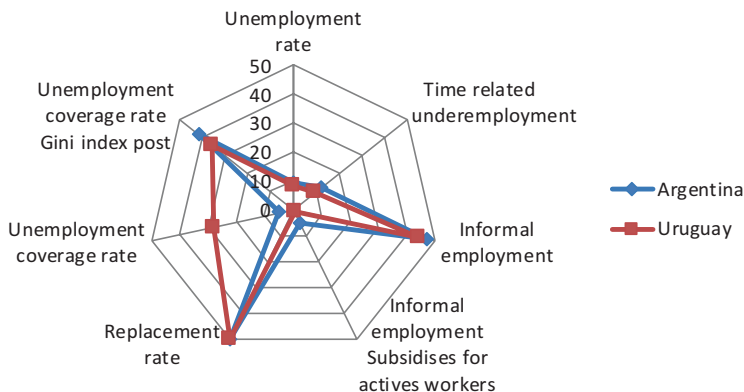 Unemployment
rate
50
40
30
20
10
0
Time related
underemployment
Informal
employment
Informal
employment
Subsidises for
actives workers
Replacement
rate
Unemployment
coverage rate
Unemployment
coverage rate
Gini index post
Argentina
Uruguay